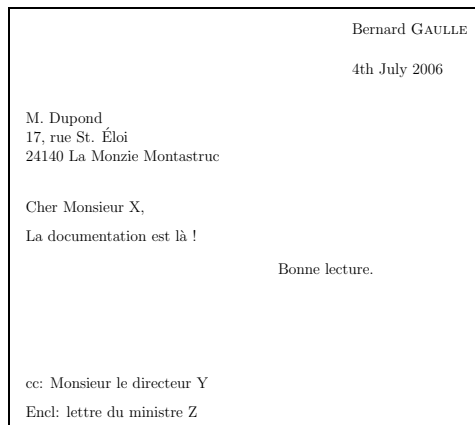 Bernard GAULLE
4th July 2006
M. Dupond
17, rue St. Éloi
24140 La Monzie Montastruc
Cher Monsieur X,
La documentation est là !
Bonne lecture.
cc: Monsieur le directeur Y
Encl: lettre du ministre Z